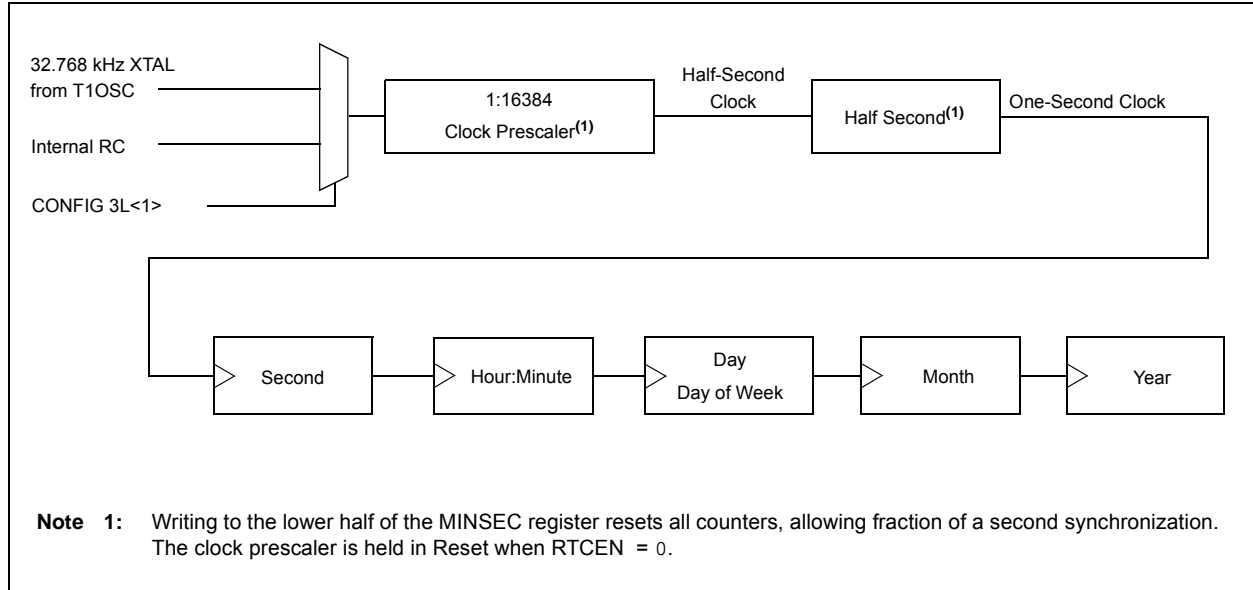 32.768 kHz XTAL
from T1OSC
Internal RC
CONFIG 3L<1>
1:16384
Clock Prescaler(1)
Half-Second
Clock
Half Second(1)
One-Second Clock
Second
Hour:Minute
Day
Day of Week
Month
Year
Note 1: Writing to the lower half of the MINSEC register resets all counters, allowing fraction of a second synchronization.
The clock prescaler is held in Reset when RTCEN = 0.